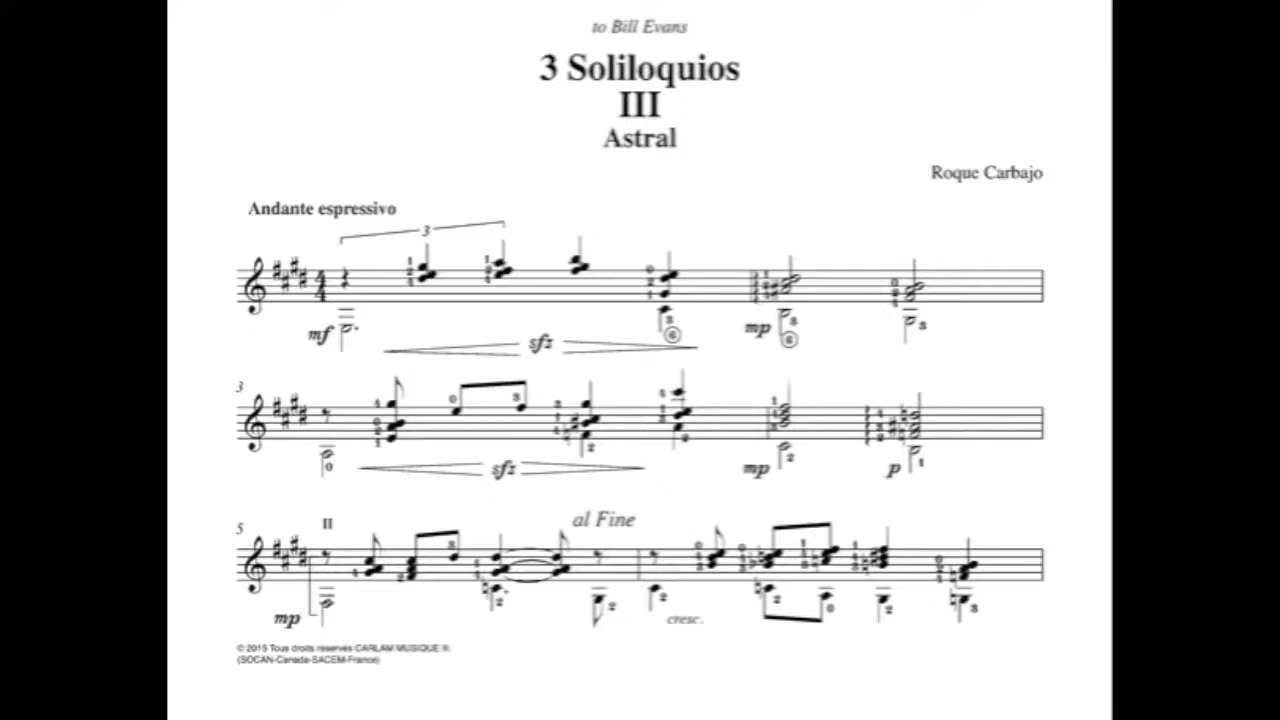 to Bill Evans
3 Soliloquios
III
Astral
Roque Carbajo
Andante espressivo
3
mf
sfz
mp
3
sfz
mp
p
5
II
al Fine
mp
cresc.
© 2015 Tous droits réservés CARLAM MUSIQUE ®.
(SOCAN-Canada-SACEM-France)